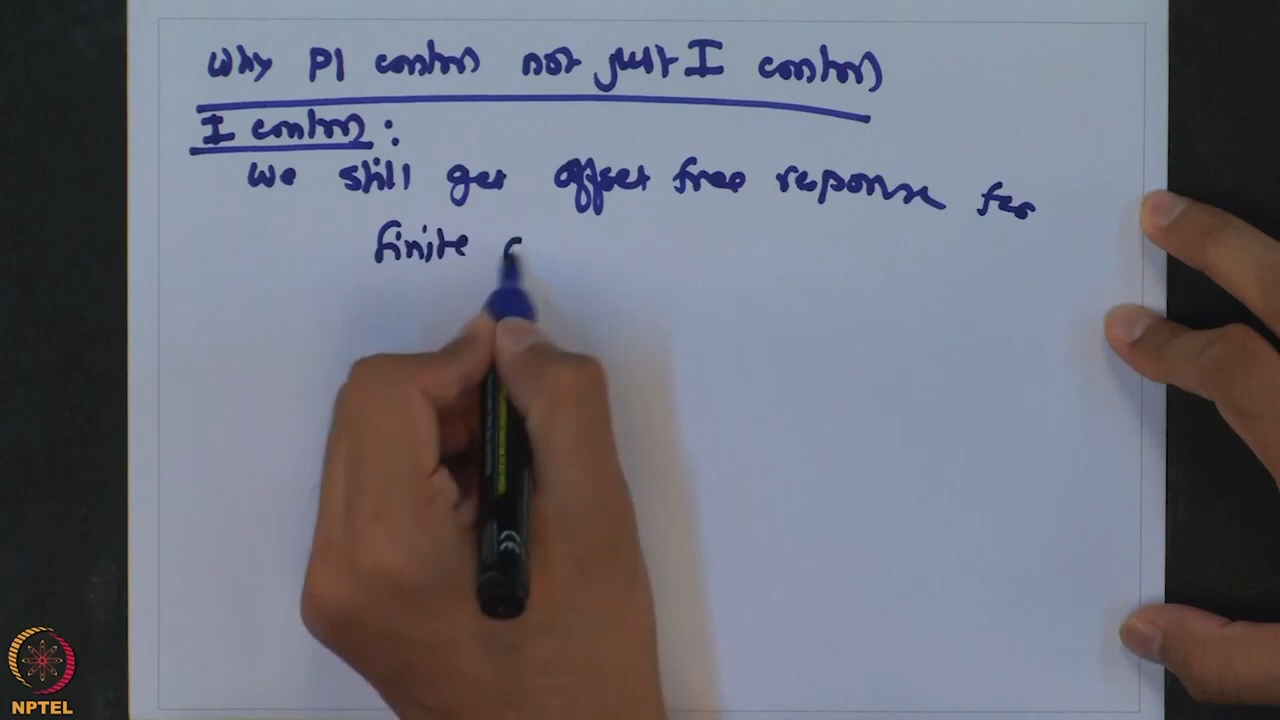 Why PI control not just I control
I control:
We still get offset free response for
finite
NPTEL